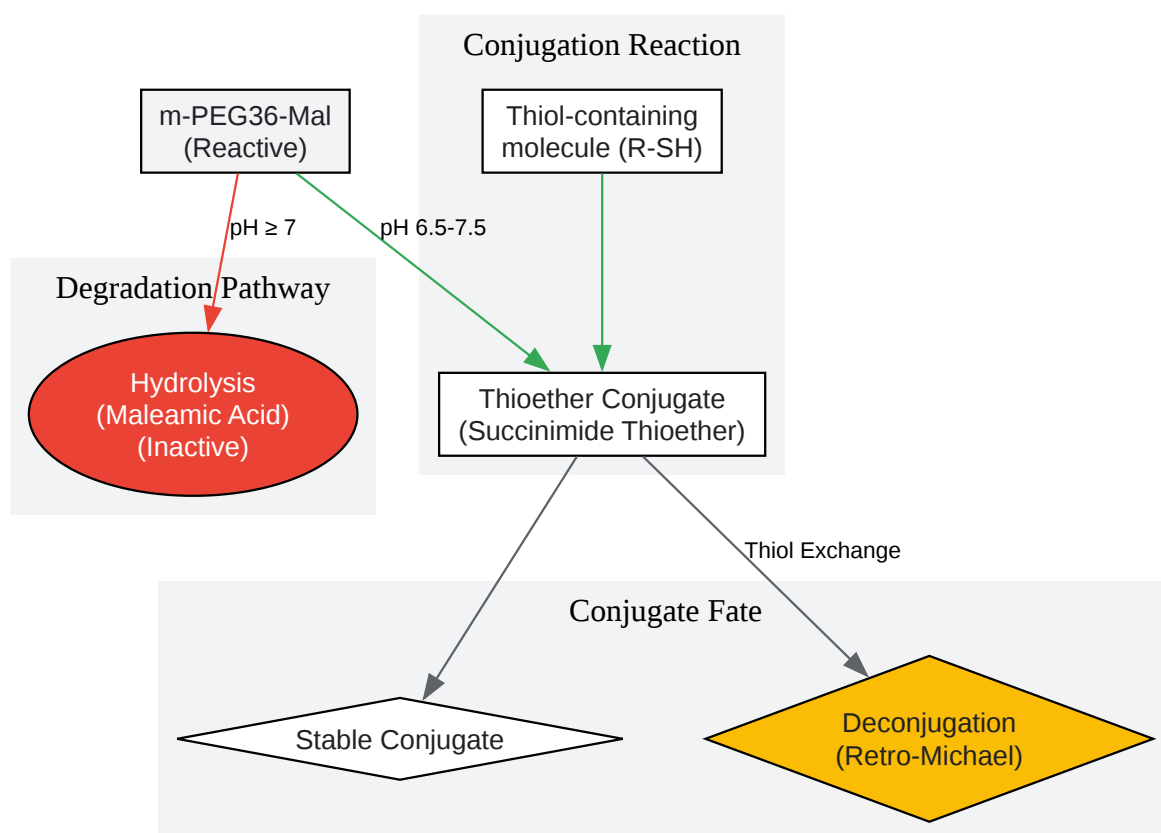 Conjugation Reaction
m-PEG36-Mal
(Reactive)
Thiol-containing
molecule (R-SH)
pH ≥ 7
pH 6.5-7.5
Degradation Pathway
Hydrolysis
(Maleamic Acid)
(Inactive)
Thioether Conjugate
(Succinimide Thioether)
Thiol Exchange
Conjugate Fate
Stable Conjugate
Deconjugation
(Retro-Michael)